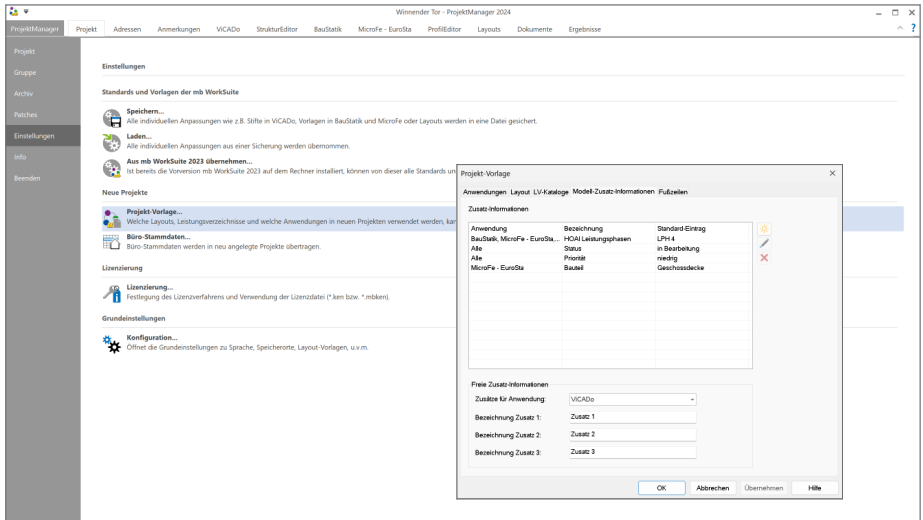 Winnender Tor - ProjektManager 2024
ProjektManager Projekt Adressen Anmerkungen ViCADo StrukturEditor BauStatik MicroFe - EuroSta ProfilEditor Layouts Dokumente Ergebnisse
Projekt
Gruppe
Archiv
Patches
Einstellungen
Info
Beenden
Einstellungen
Standards und Vorlagen der mb WorkSuite
Speichern...
Alle individuellen Anpassungen wie z.B. Stifte in ViCADo, Vorlagen in BauStatik und MicroFe oder Layouts werden in eine Datei gesichert.
Laden...
Alle individuellen Anpassungen aus einer Sicherung werden übernommen.
Aus mb WorkSuite 2023 übernehmen...
Ist bereits die Vorversion mb WorkSuite 2023 auf dem Rechner installiert, können von dieser alle Standards un
Neue Projekte
Projekt-Vorlage...
Welche Layouts, Leistungsverzeichnisse und welche Anwendungen in neuen Projekten verwendet werden, kan
Büro-Stammdaten...
Büro-Stammdaten werden in neu angelegte Projekte übertragen.
Lizenzierung
Lizenzierung...
Festlegung des Lizenzverfahrens und Verwendung der Lizenzdatei (*.ken bzw. *.mbken).
Grundeinstellungen
Konfiguration...
Öffnet die Grundeinstellungen zu Sprache, Speicherorte, Layout-Vorlagen, u.v.m.
Projekt-Vorlage
Anwendungen Layout LV-Kataloge Modell-Zusatz-Informationen Fußzeilen
Zusatz-Informationen
Anwendung Bezeichnung Standard-Eintrag
BauStatik, MicroFe - EuroSta,... HOAI Leistungsphasen LPH 4
Alle Status in Bearbeitung
Alle Priorität niedrig
MicroFe - EuroSta Bauteil Geschossdecke
Freie Zusatz-Informationen
Zusätze für Anwendung: ViCADo
Bezeichnung Zusatz 1: Zusatz 1
Bezeichnung Zusatz 2: Zusatz 2
Bezeichnung Zusatz 3: Zusatz 3
OK Abbrechen Übernehmen Hilfe